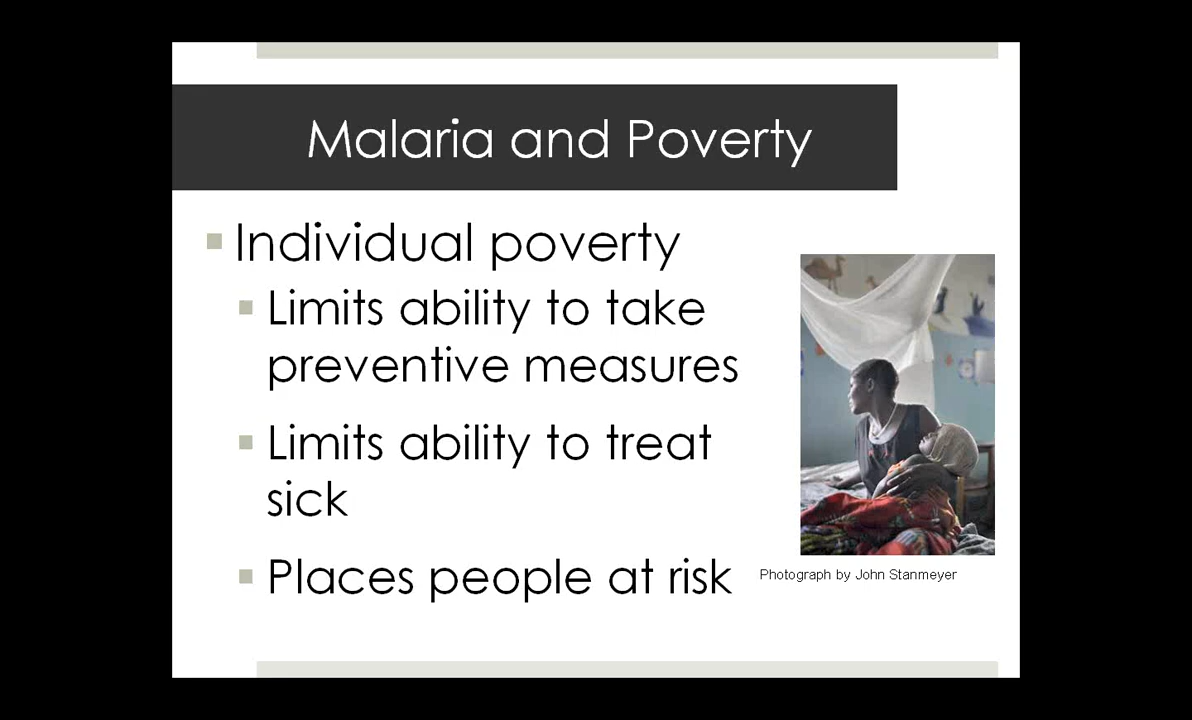 Malaria and Poverty
Individual poverty
Limits ability to take
preventive measures
Limits ability to treat
sick
Places people at risk
Photograph by John Stanmeyer